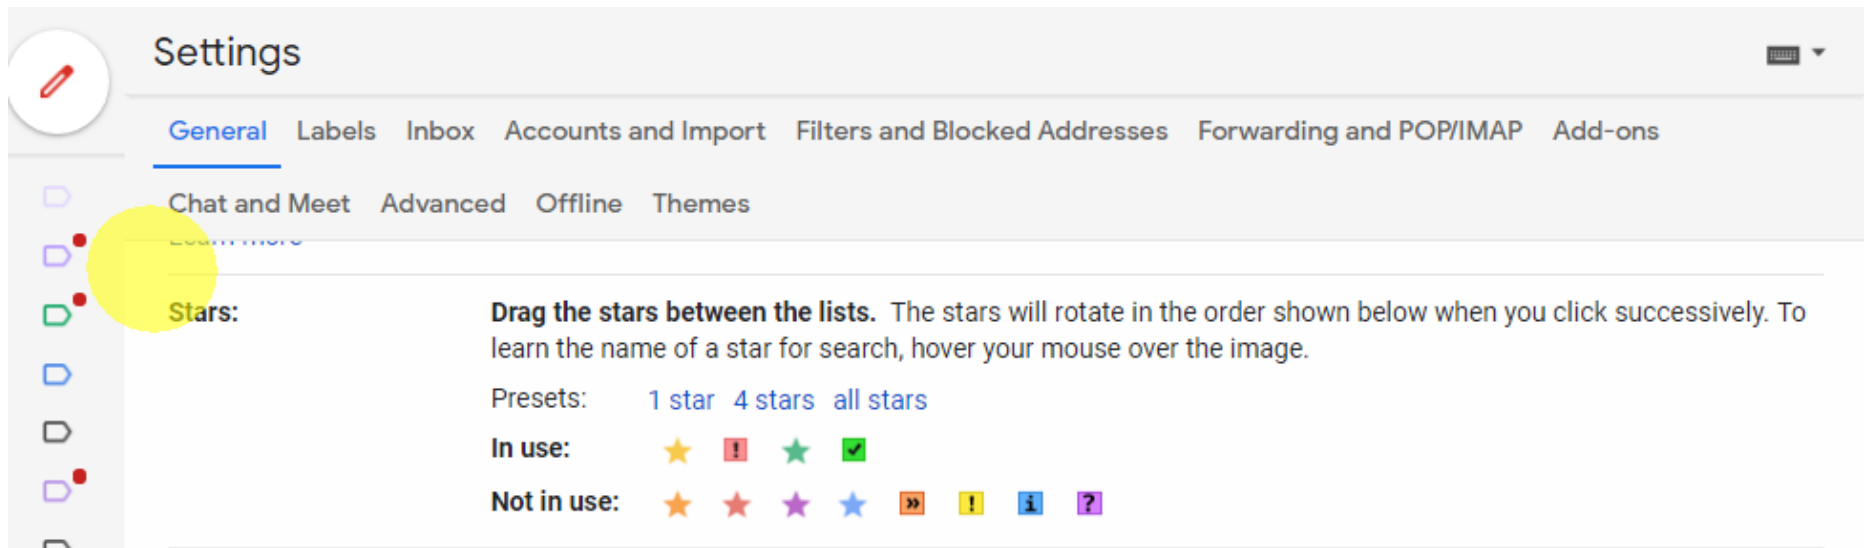 Settings
General Labels Inbox Accounts and Import Filters and Blocked Addresses Forwarding and POP/IMAP Add-ons
Chat and Meet Advanced Offline Themes
Learn more
Stars: Drag the stars between the lists. The stars will rotate in the order shown below when you click successively. To
learn the name of a star for search, hover your mouse over the image.
Presets: 1 star 4 stars all stars
In use: !
Not in use: » ! i ?